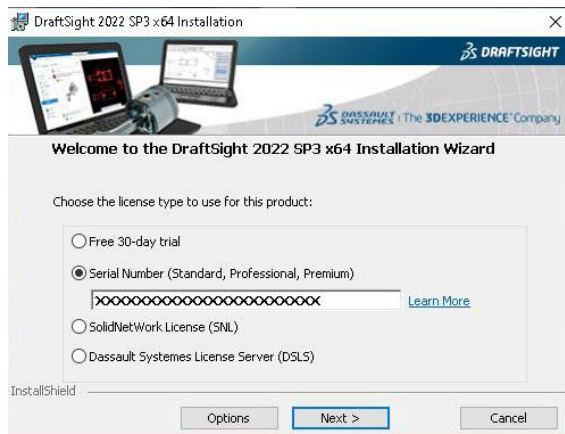 DraftSight 2022 SP3 x64 Installation
DRAFTSIGHT
DASSAULT SYSTEMES | The 3DEXPERIENCE® Company
Welcome to the DraftSight 2022 SP3 x64 Installation Wizard
Choose the license type to use for this product:
Free 30-day trial
Serial Number (Standard, Professional, Premium)
XXXXXXXXXXXXXXXXXXXXXXXX Learn More
SolidNetWork License (SNL)
Dassault Systemes License Server (DSLS)
InstallShield
Options Next > Cancel